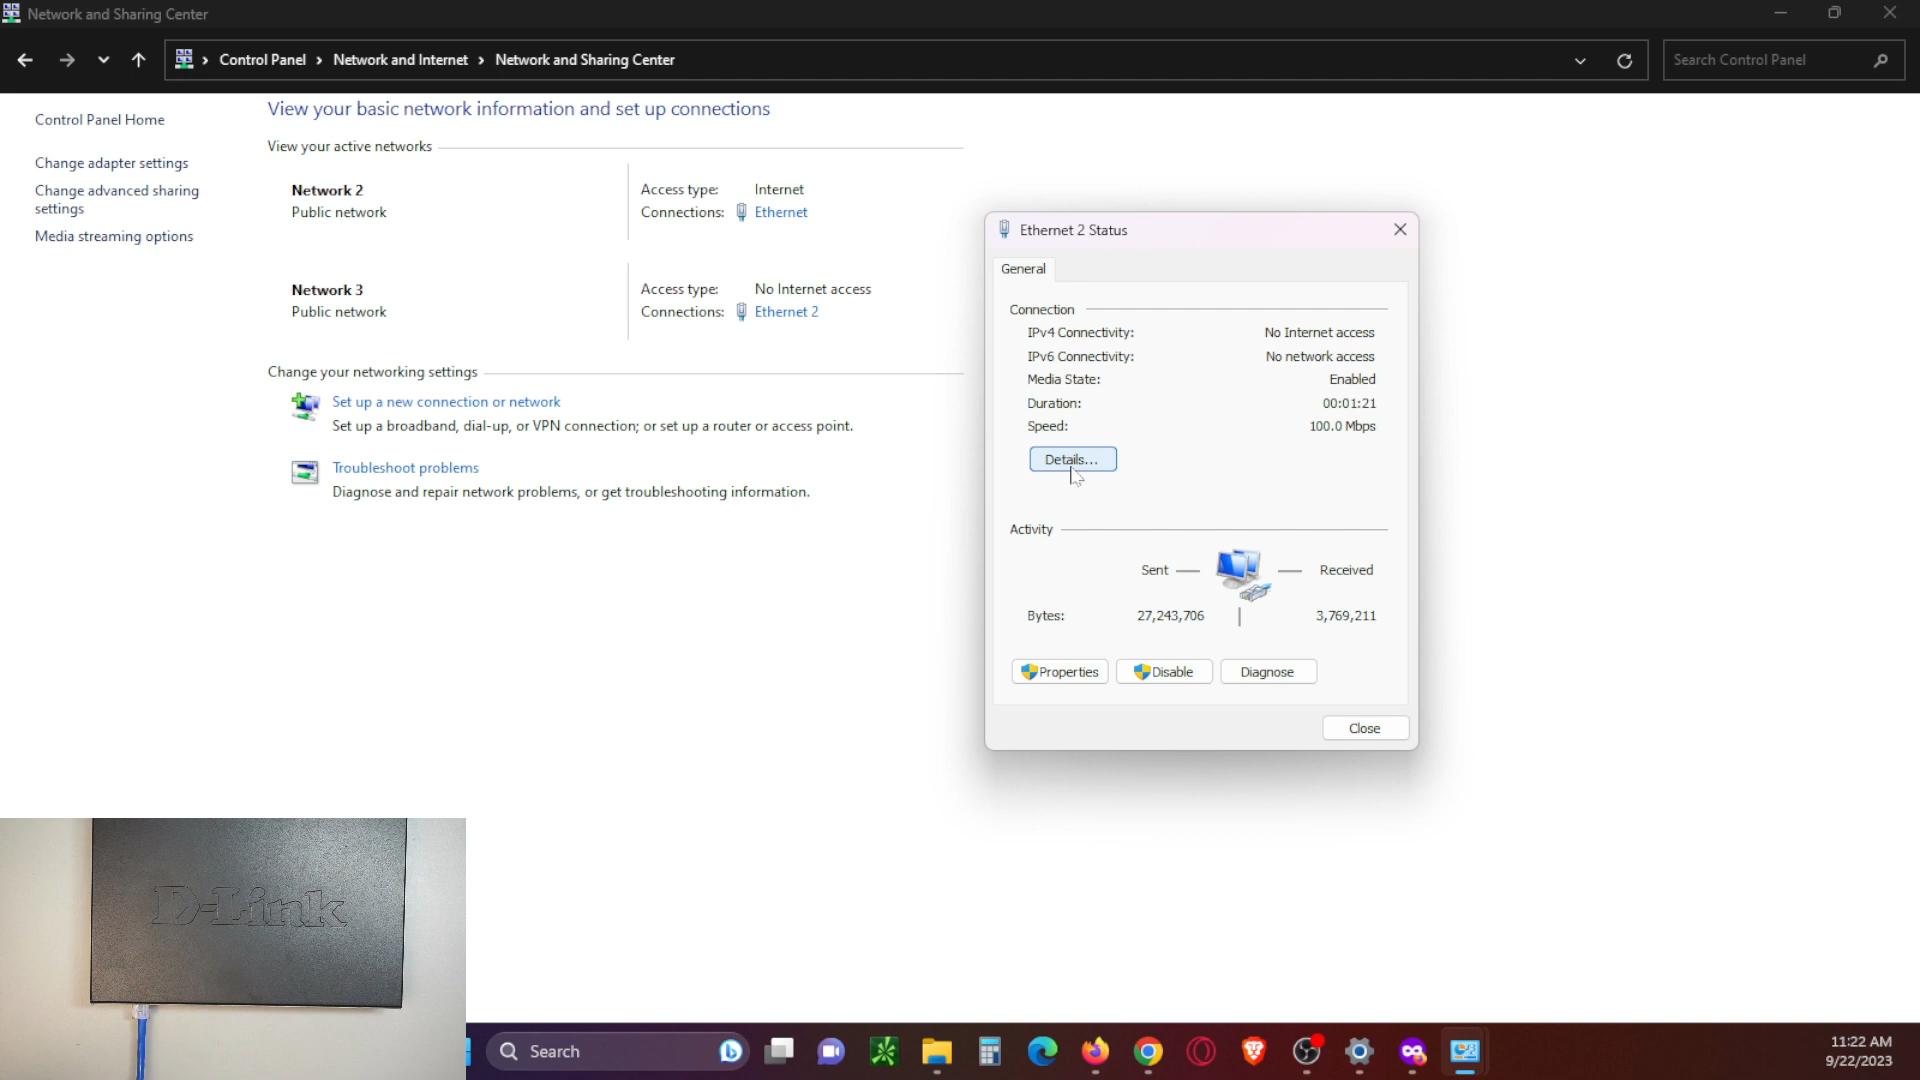 Network and Sharing Center
Control Panel › Network and Internet › Network and Sharing Center
Search Control Panel
Control Panel Home
Change adapter settings
Change advanced sharing
settings
Media streaming options
View your basic network information and set up connections
View your active networks
Network 2
Public network
Access type: Internet
Connections: Ethernet
Network 3
Public network
Access type: No Internet access
Connections: Ethernet 2
Change your networking settings
Set up a new connection or network
Set up a broadband, dial-up, or VPN connection; or set up a router or access point.
Troubleshoot problems
Diagnose and repair network problems, or get troubleshooting information.
Ethernet 2 Status
General
Connection
IPv4 Connectivity: No Internet access
IPv6 Connectivity: No network access
Media State: Enabled
Duration: 00:01:21
Speed: 100.0 Mbps
Details...
Activity
Sent — — Received
Bytes: 27,243,706 | 3,769,211
Properties Disable Diagnose
Close
D-Link
Search
11:22 AM
9/22/2023